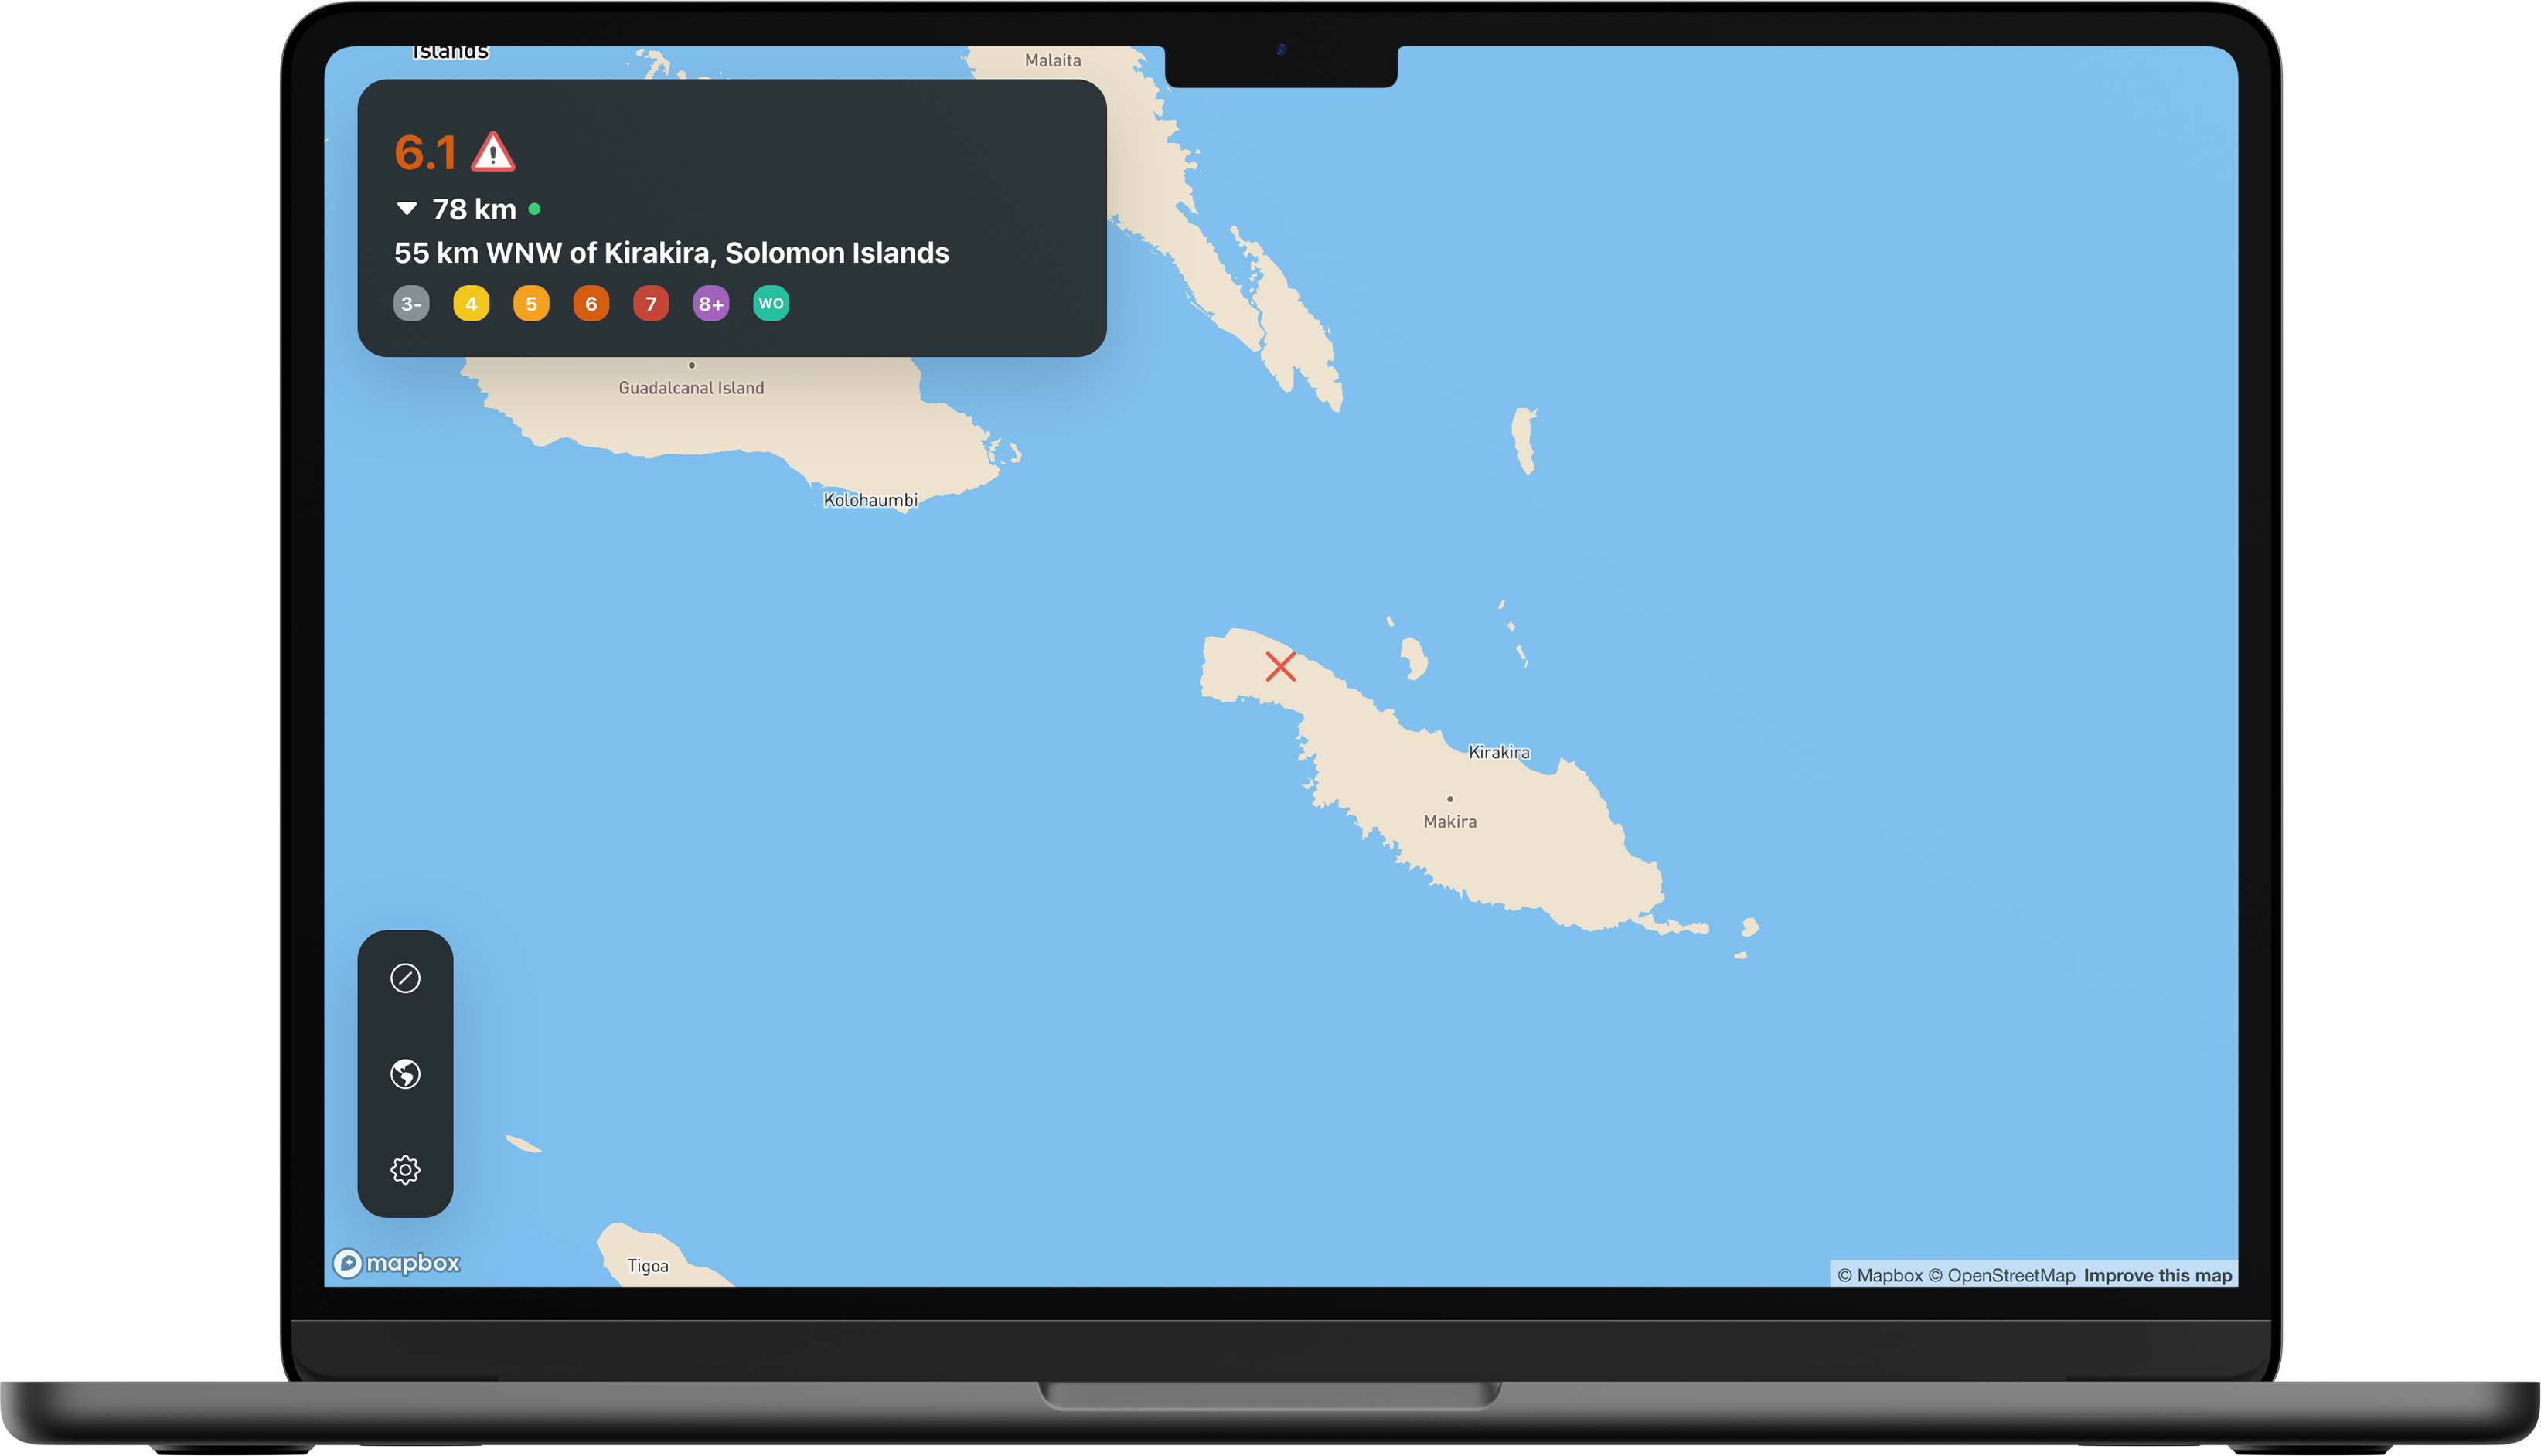 Islands
Malaita
6.1
78 km
55 km WNW of Kirakira, Solomon Islands
3- 4 5 6 7 8+ WO
Guadalcanal Island
Kolohaumbi
Kirakira
Makira
Tigoa
mapbox
© Mapbox © OpenStreetMap Improve this map